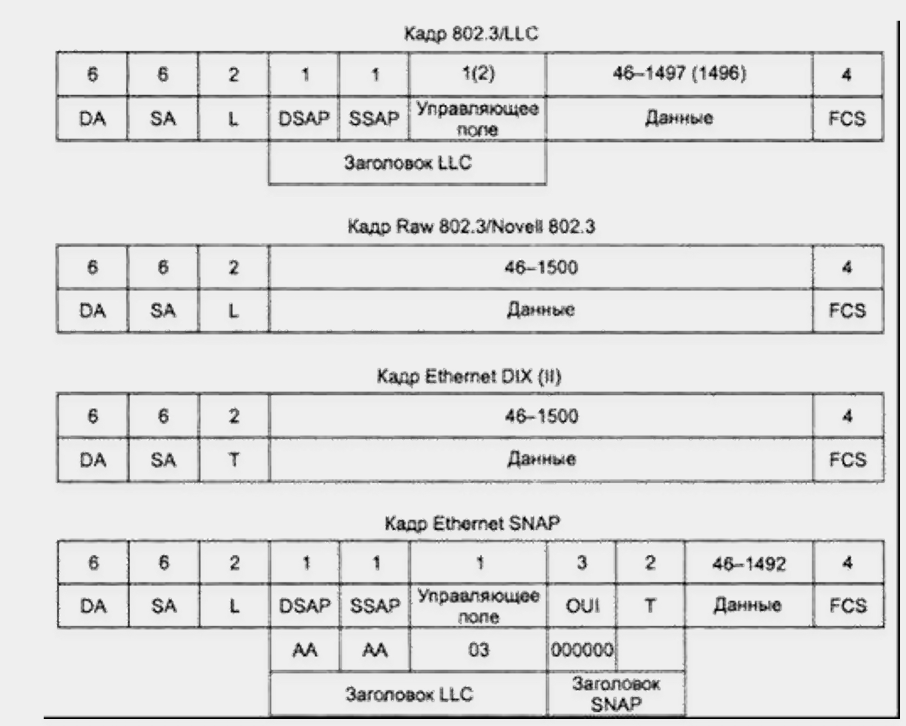 Кадр 802.3/LLC
6 6 2 1 1 1(2) 46–1497 (1496) 4
DA SA L DSAP SSAP Управляющее поле Данные FCS
Заголовок LLC
Кадр Raw 802.3/Novell 802.3
6 6 2 46–1500 4
DA SA L Данные FCS
Кадр Ethernet DIX (II)
6 6 2 46–1500 4
DA SA T Данные FCS
Кадр Ethernet SNAP
6 6 2 1 1 1 3 2 46–1492 4
DA SA L DSAP SSAP Управляющее поле OUI T Данные FCS
AA AA 03 000000
Заголовок LLC Заголовок SNAP